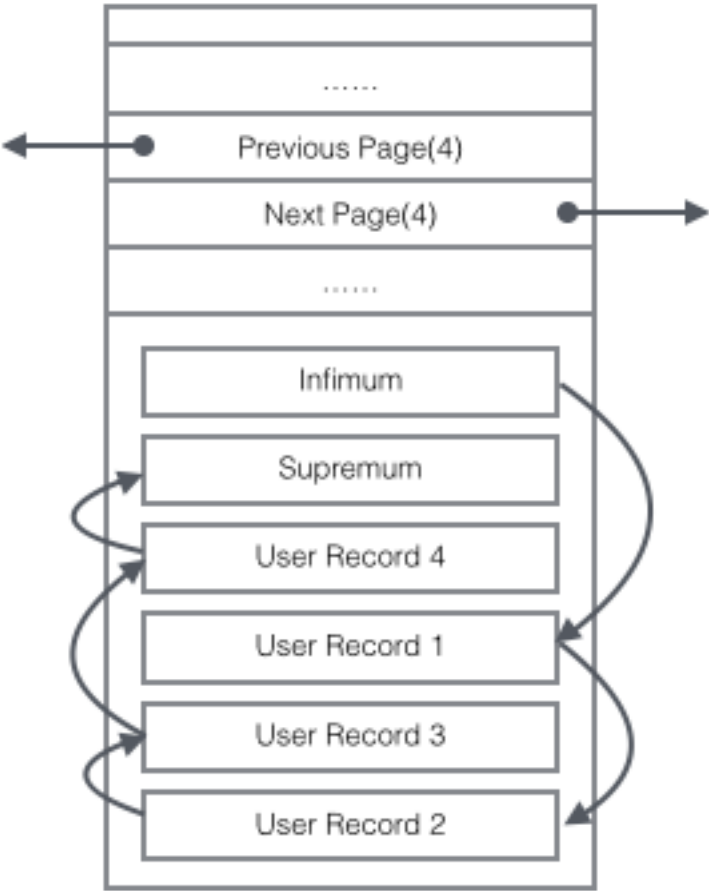 ……
Previous Page(4)
Next Page(4)
……
Infimum
Supremum
User Record 4
User Record 1
User Record 3
User Record 2